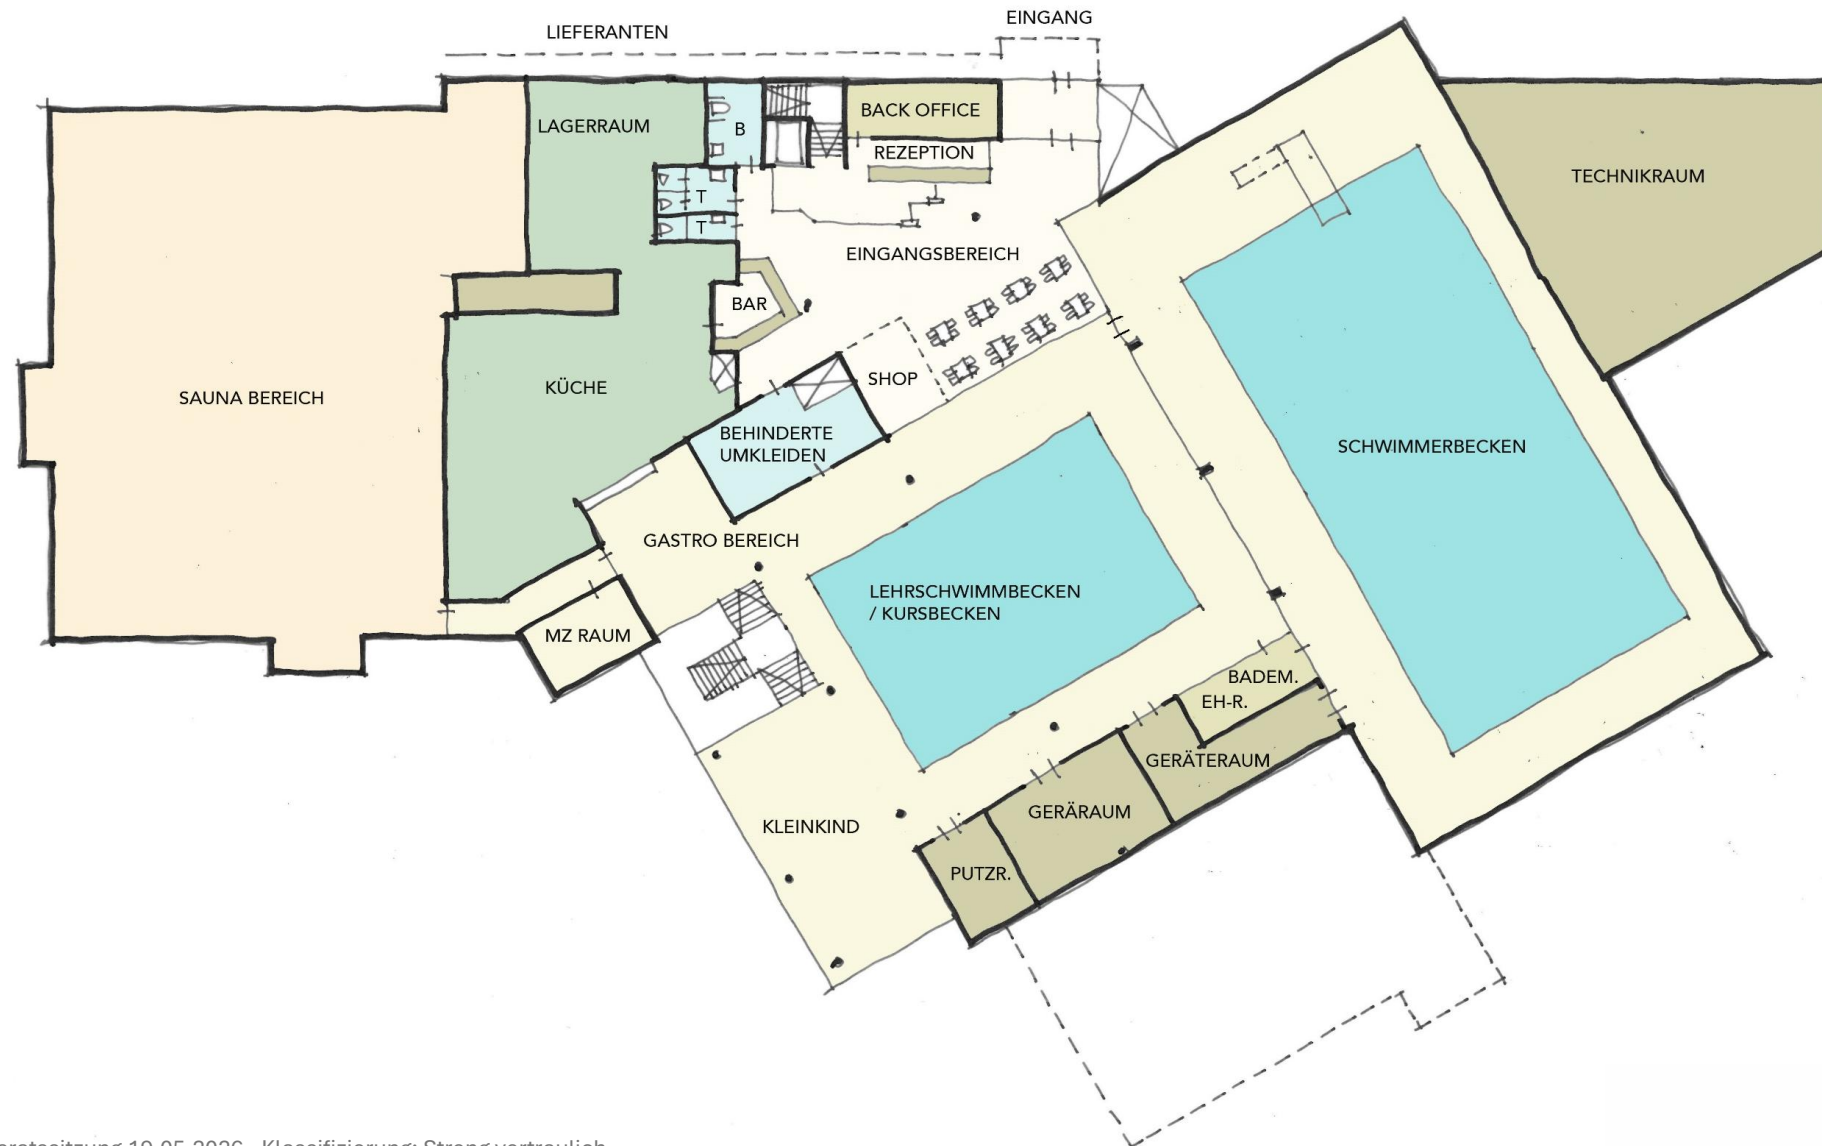 EINGANG
LIEFERANTEN
LAGERRAUM
B
BACK OFFICE
REZEPTION
T
T
TECHNIKRAUM
EINGANGSBEREICH
BAR
SAUNA BEREICH
KÜCHE
SHOP
BEHINDERTE
UMKLEIDEN
SCHWIMMERBECKEN
GASTRO BEREICH
LEHRSCHWIMMBECKEN
/ KURSBECKEN
MZ RAUM
BADEM.
EH-R.
GERÄTERAUM
GERÄRAUM
KLEINKIND
PUTZR.